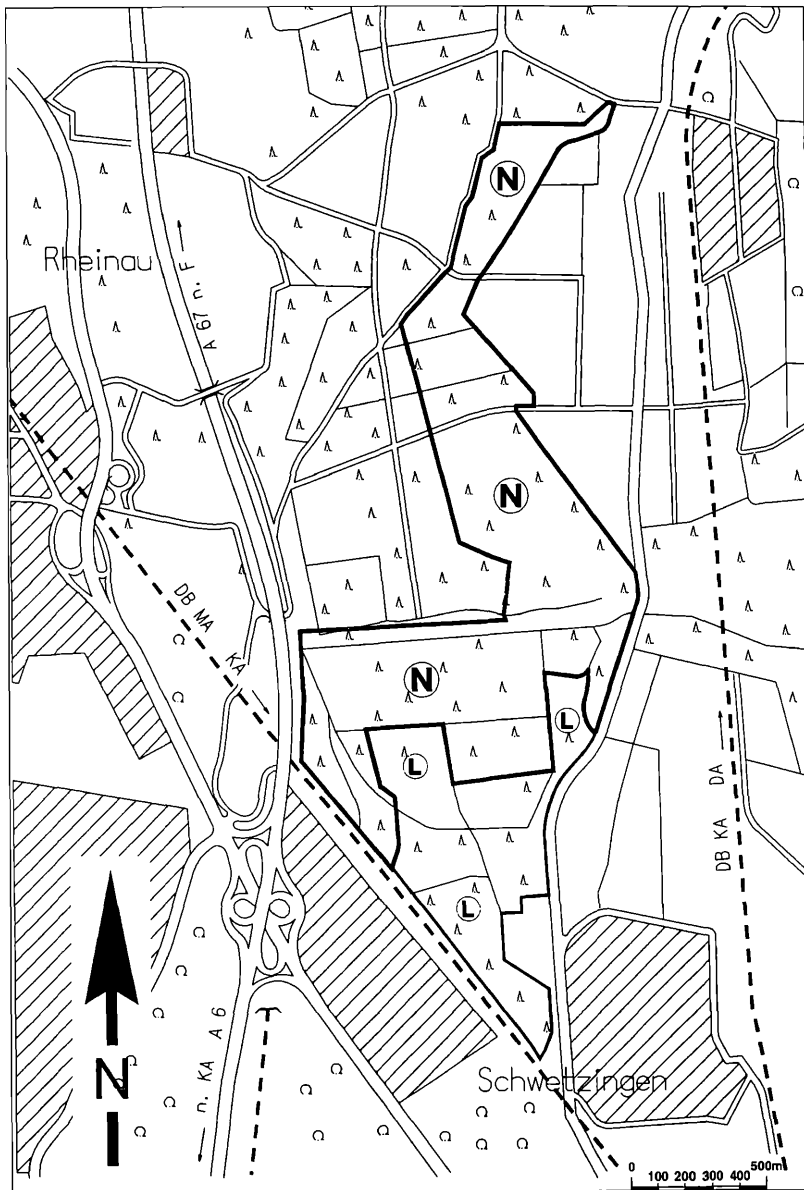 N
Rheinau
A 67 n. F
N
DB MA KA
N
L
L
DB KA DA
L
N
n. KA A 6
Schwetzingen
0 100 200 300 400 500m